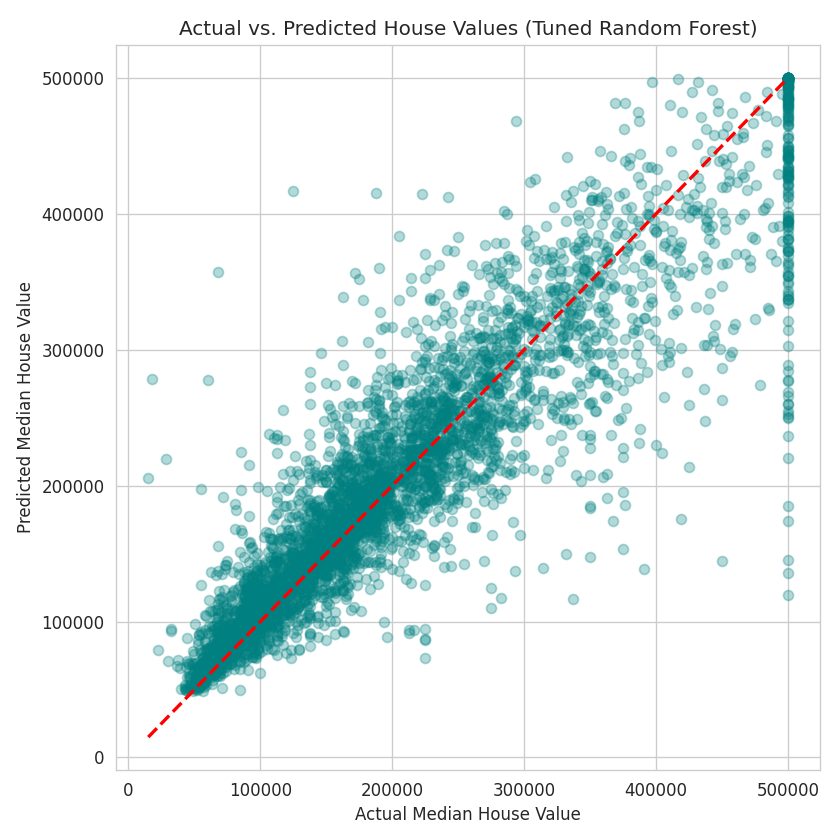 Actual vs. Predicted House Values (Tuned Random Forest)
Predicted Median House Value
500000
400000
300000
200000
100000
0
0 100000 200000 300000 400000 500000
Actual Median House Value